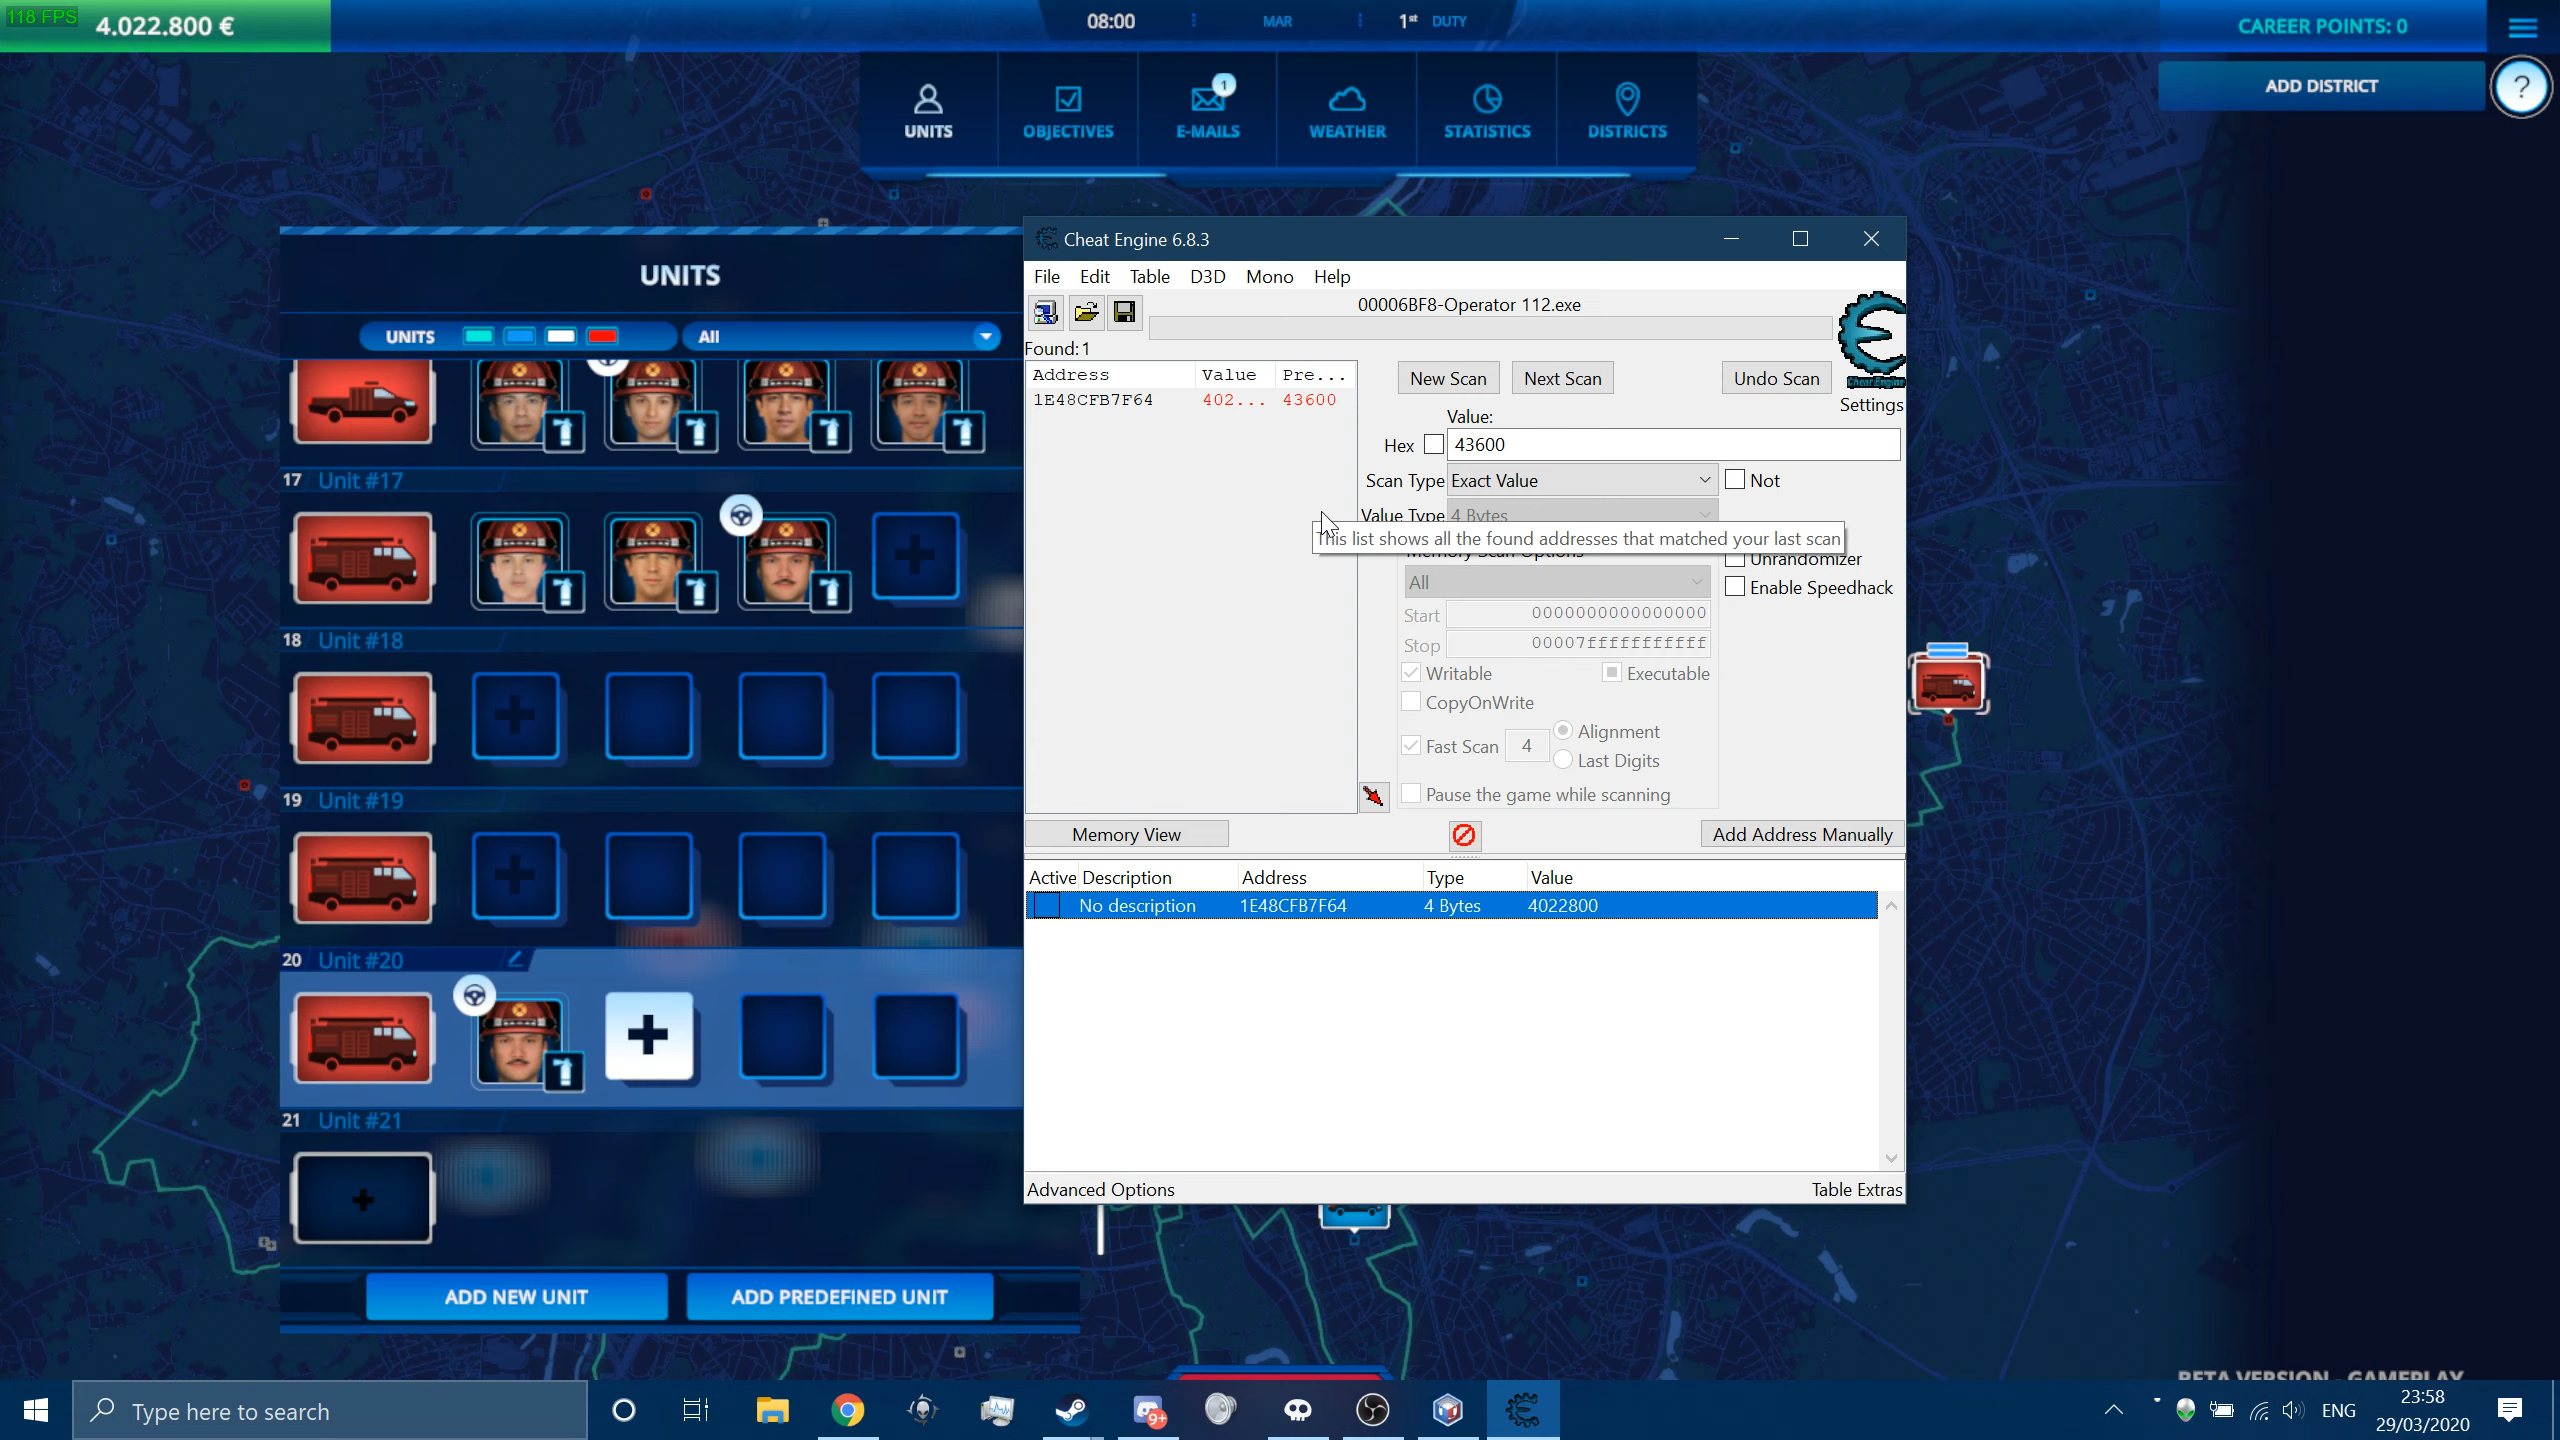 118 FPS
4.022.800 €
08:00
MAR
1st DUTY
CAREER POINTS: 0
ADD DISTRICT
?
UNITS
OBJECTIVES
1
E-MAILS
WEATHER
STATISTICS
DISTRICTS
UNITS
UNITS
All
17 Unit #17
18 Unit #18
19 Unit #19
20 Unit #20
21 Unit #21
ADD NEW UNIT
ADD PREDEFINED UNIT
Cheat Engine 6.8.3
File Edit Table D3D Mono Help
00006BF8-Operator 112.exe
Found:1
Address Value Pre...
1E48CFB7F64 402... 43600
New Scan
Next Scan
Undo Scan
Cheat Engine
Settings
Value:
Hex 43600
Scan Type Exact Value
Not
Value Type 4 Bytes
This list shows all the found addresses that matched your last scan
Memory Scan Options
Unrandomizer
All
Enable Speedhack
Start 0000000000000000
Stop 00007fffffffffff
Writable
Executable
CopyOnWrite
Fast Scan 4
Alignment
Last Digits
Pause the game while scanning
Memory View
Add Address Manually
Active Description Address Type Value
No description 1E48CFB7F64 4 Bytes 4022800
Advanced Options
Table Extras
BETA VERSION - GAMEPLAY
Type here to search
9+
ENG
23:58
29/03/2020